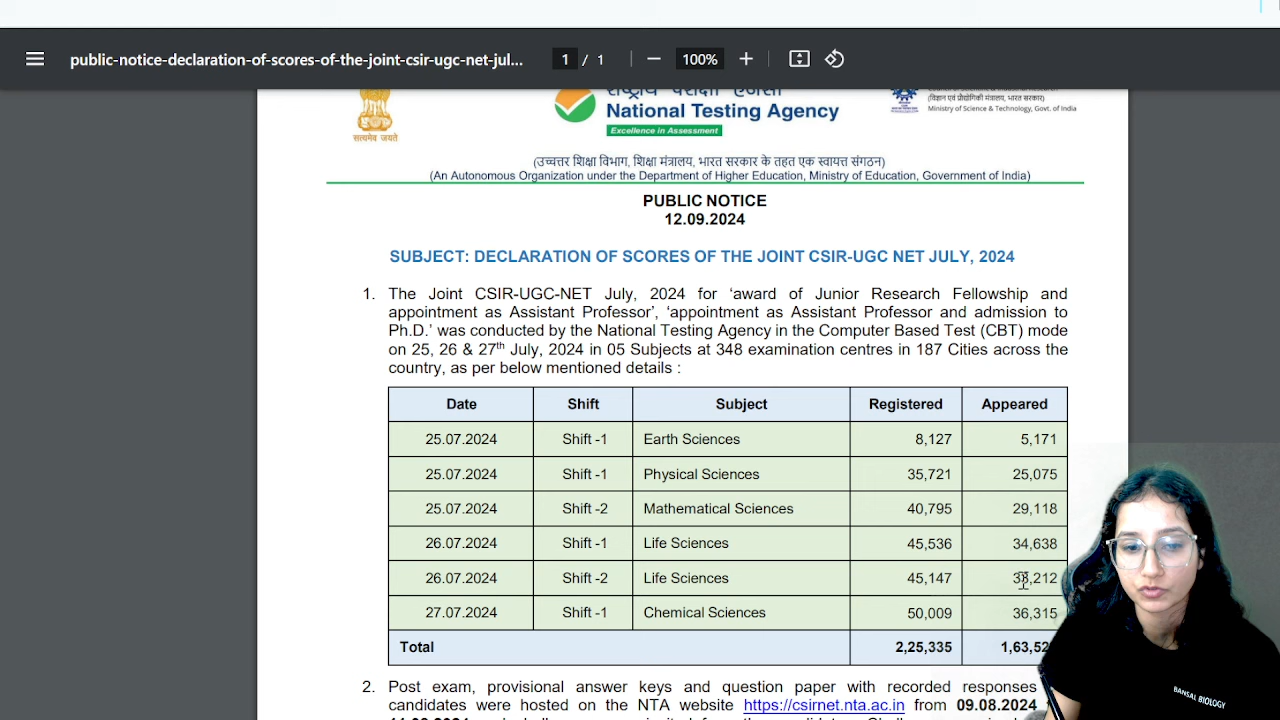 public-notice-declaration-of-scores-of-the-joint-csir-ugc-net-jul...
1 / 1
100%
राष्ट्रीय परीक्षा एजेंसी
National Testing Agency
Excellence in Assessment
सत्यमेव जयते
(विज्ञान एवं प्रौद्योगिकी मंत्रालय, भारत सरकार)
Ministry of Science & Technology, Govt. of India
(उच्चत्तर शिक्षा विभाग, शिक्षा मंत्रालय, भारत सरकार के तहत एक स्वायत्त संगठन)
(An Autonomous Organization under the Department of Higher Education, Ministry of Education, Government of India)
PUBLIC NOTICE
12.09.2024
SUBJECT: DECLARATION OF SCORES OF THE JOINT CSIR-UGC NET JULY, 2024
1. The Joint CSIR-UGC-NET July, 2024 for ‘award of Junior Research Fellowship and
appointment as Assistant Professor’, ‘appointment as Assistant Professor and admission to
Ph.D.’ was conducted by the National Testing Agency in the Computer Based Test (CBT) mode
on 25, 26 & 27th July, 2024 in 05 Subjects at 348 examination centres in 187 Cities across the
country, as per below mentioned details :
Date Shift Subject Registered Appeared
25.07.2024 Shift -1 Earth Sciences 8,127 5,171
25.07.2024 Shift -1 Physical Sciences 35,721 25,075
25.07.2024 Shift -2 Mathematical Sciences 40,795 29,118
26.07.2024 Shift -1 Life Sciences 45,536 34,638
26.07.2024 Shift -2 Life Sciences 45,147
27.07.2024 Shift -1 Chemical Sciences 50,009 36,315
Total 2,25,335
2. Post exam, provisional answer keys and question paper with recorded responses
candidates were hosted on the NTA website https://csirnet.nta.ac.in from 09.08.2024
BANSAL BIOLOGY